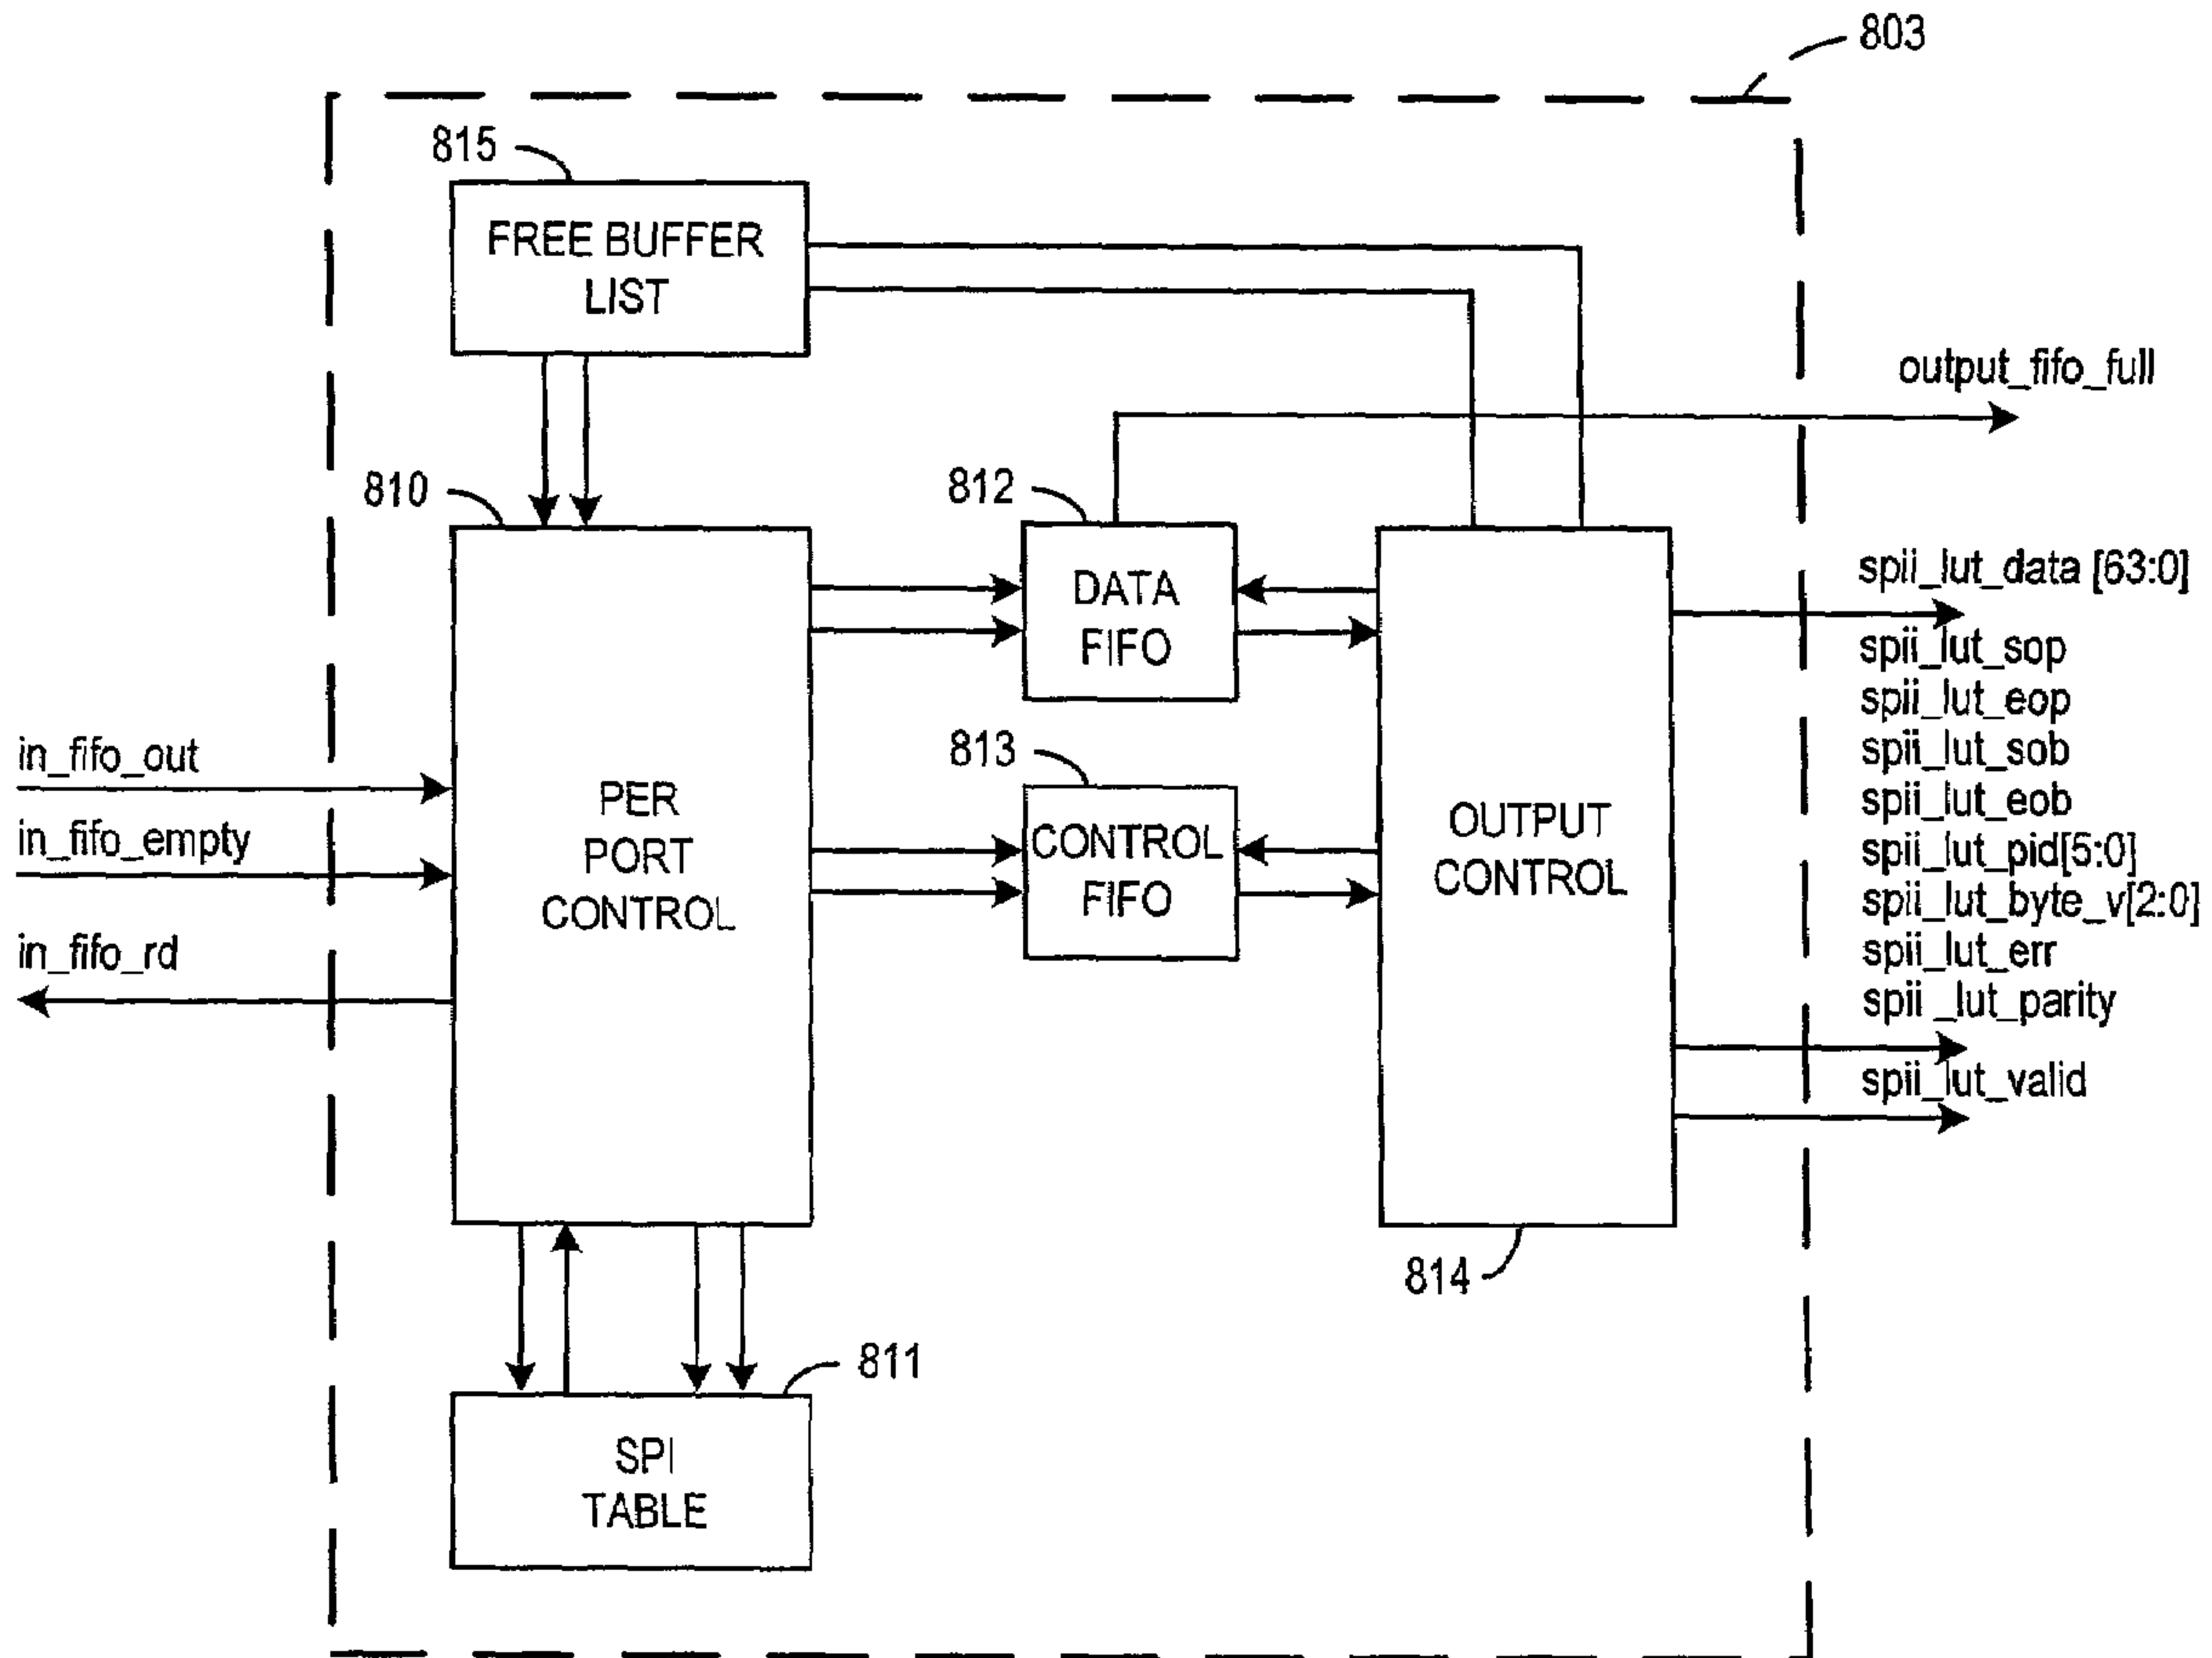 803
815
FREE BUFFER
LIST
output_fifo_full
810
812
DATA
FIFO
spii_lut_data [63:0]
spii_lut_sop
spii_lut_eop
spii_lut_sob
spii_lut_eob
spii_lut_pid[5:0]
spii_lut_byte_v[2:0]
spii_lut_err
spii _lut_parity
spii_lut_valid
in_fifo_out
in_fifo_empty
in_fifo_rd
PER
PORT
CONTROL
813
CONTROL
FIFO
OUTPUT
CONTROL
814
811
SPI
TABLE